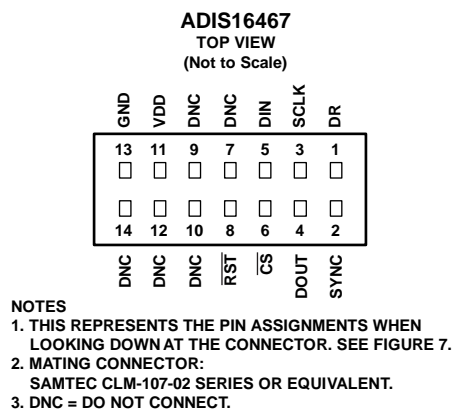 ADIS16467
TOP VIEW
(Not to Scale)
GND VDD DNC DNC DIN SCLK DR
13 11 9 7 5 3 1
14 12 10 8 6 4 2
DNC DNC DNC RST CS DOUT SYNC
NOTES
1. THIS REPRESENTS THE PIN ASSIGNMENTS WHEN
LOOKING DOWN AT THE CONNECTOR. SEE FIGURE 7.
2. MATING CONNECTOR:
SAMTEC CLM-107-02 SERIES OR EQUIVALENT.
3. DNC = DO NOT CONNECT.